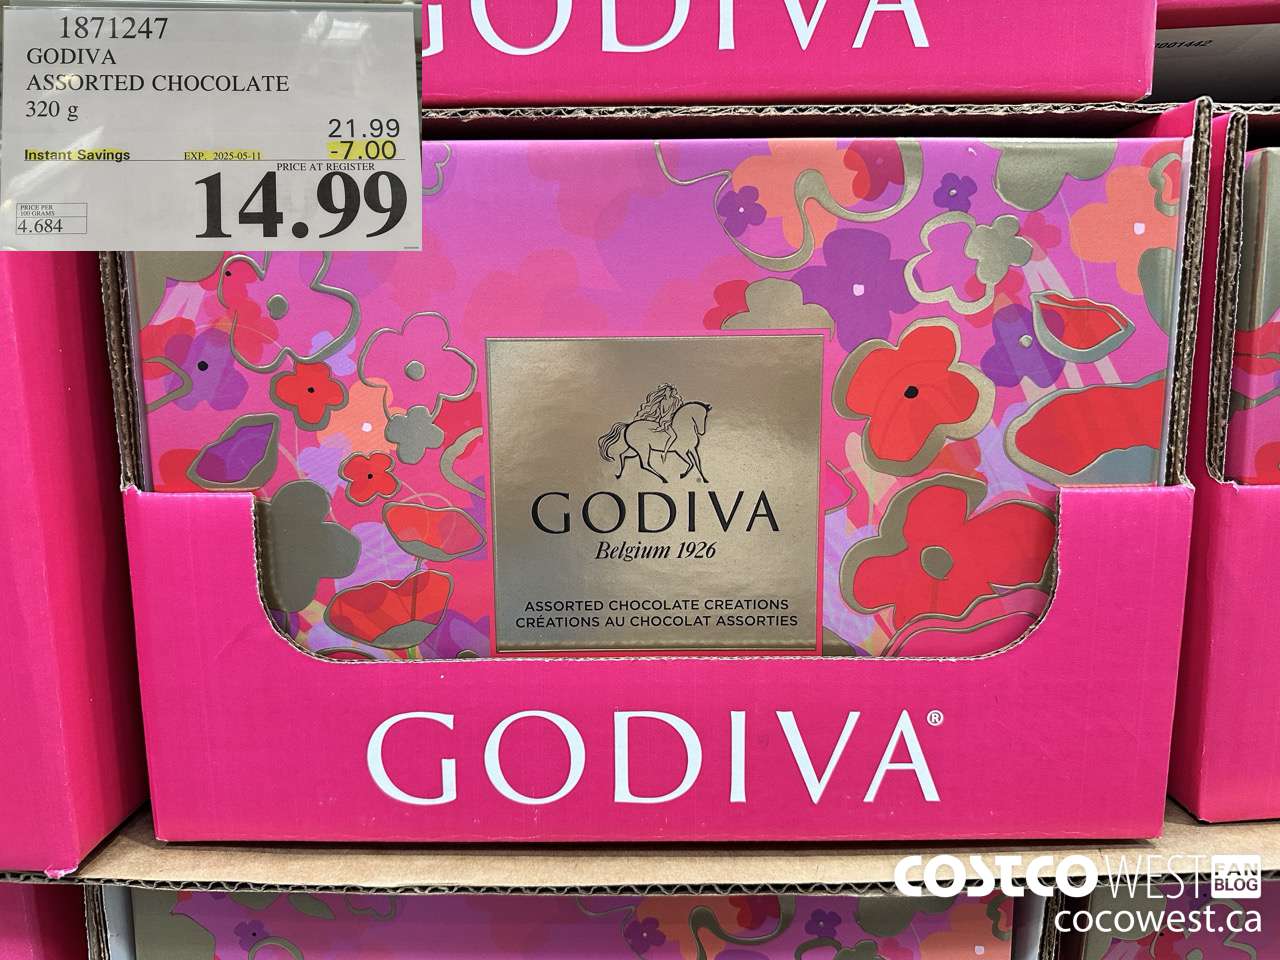 1871247
GODIVA
ASSORTED CHOCOLATE
320 g
21.99
Instant Savings EXP. 2025-05-11 -7.00
PRICE AT REGISTER
14.99
PRICE PER
100 GRAMS
4.684
GODIVA
0001442
GODIVA
Belgium 1926
ASSORTED CHOCOLATE CREATIONS
CRÉATIONS AU CHOCOLAT ASSORTIES
GODIVA®
COSTCO WEST FAN BLOG
cocowest.ca